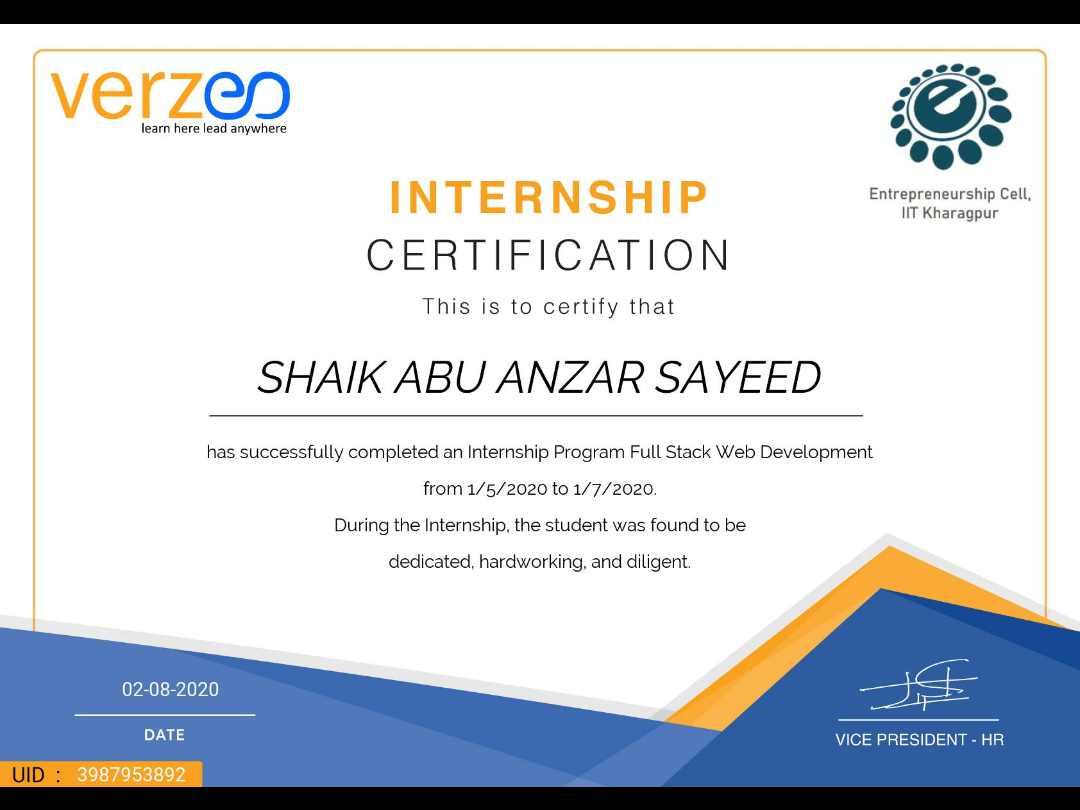 verzeo
learn here lead anywhere
e
Entrepreneurship Cell,
IIT Kharagpur
INTERNSHIP
CERTIFICATION
This is to certify that
SHAIK ABU ANZAR SAYEED
has successfully completed an Internship Program Full Stack Web Development
from 1/5/2020 to 1/7/2020.
During the Internship, the student was found to be
dedicated, hardworking, and diligent.
02-08-2020
DATE
VICE PRESIDENT - HR
UID : 3987953892